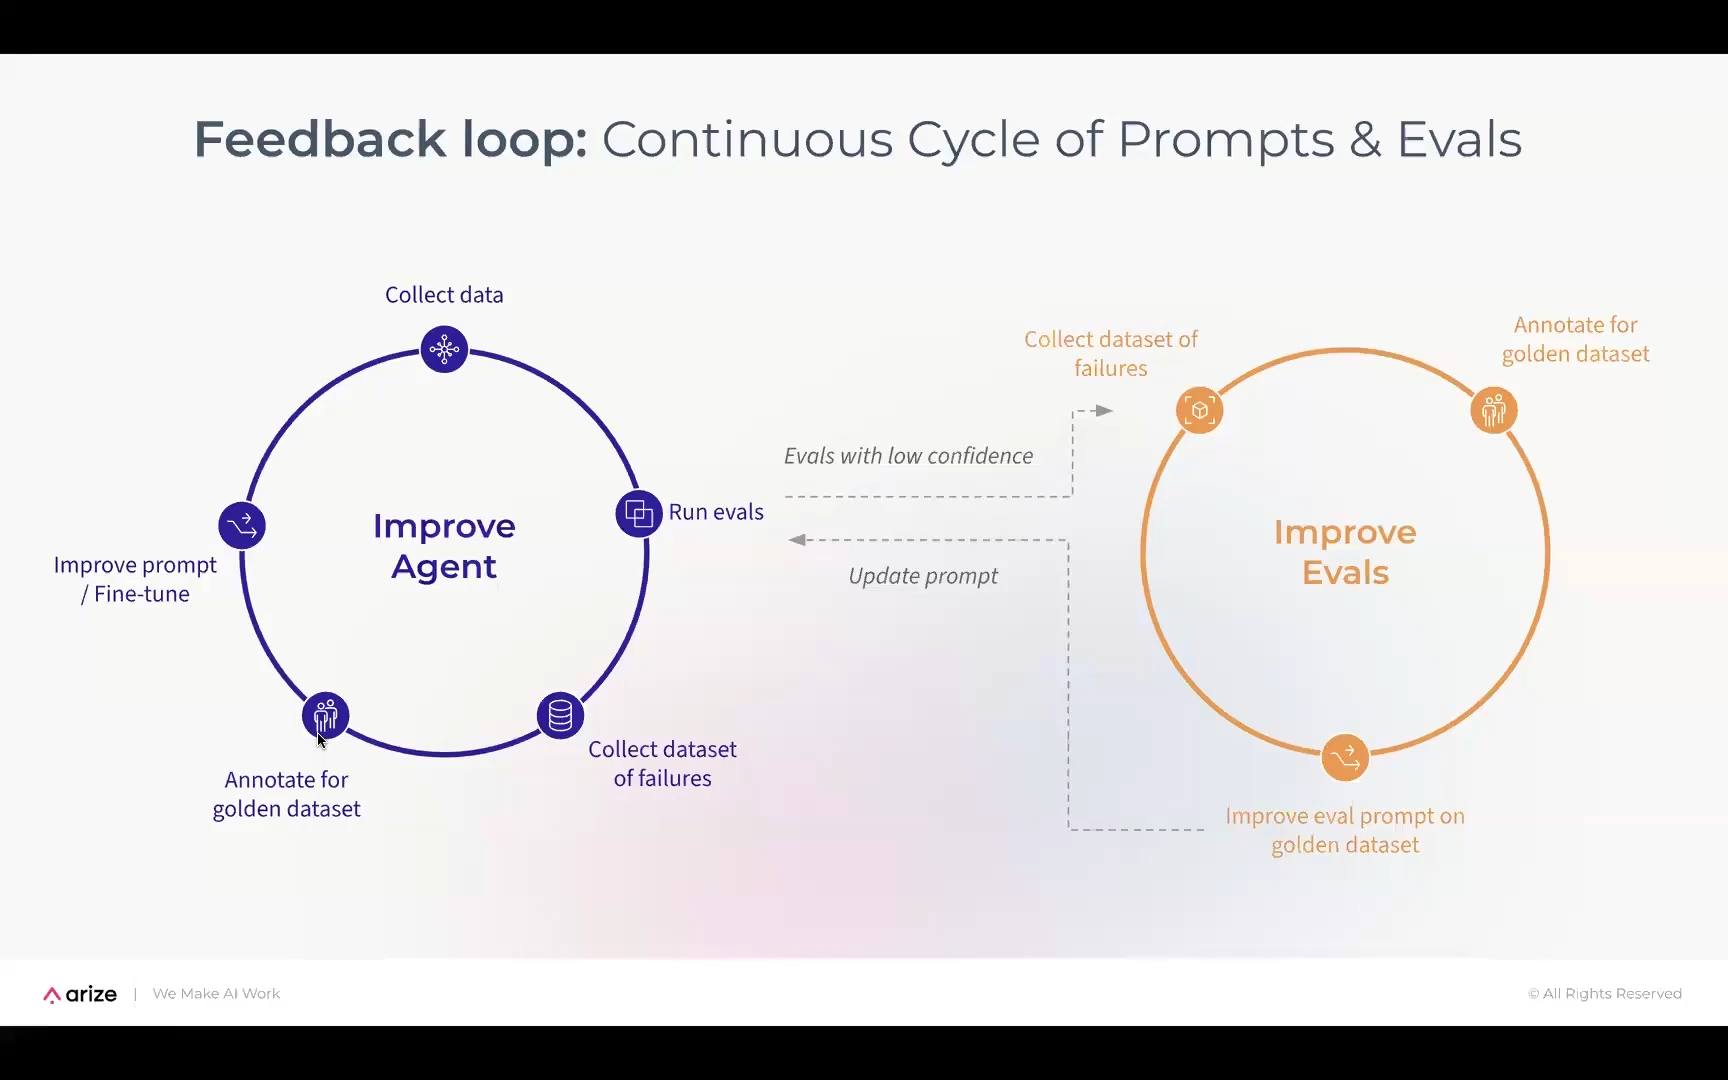 Feedback loop: Continuous Cycle of Prompts & Evals
Collect data
Run evals
Collect dataset
of failures
Annotate for
golden dataset
Improve prompt
/ Fine-tune
Improve
Agent
Evals with low confidence
Update prompt
Collect dataset of
failures
Annotate for
golden dataset
Improve eval prompt on
golden dataset
Improve
Evals
arize | We Make AI Work
© All Rights Reserved